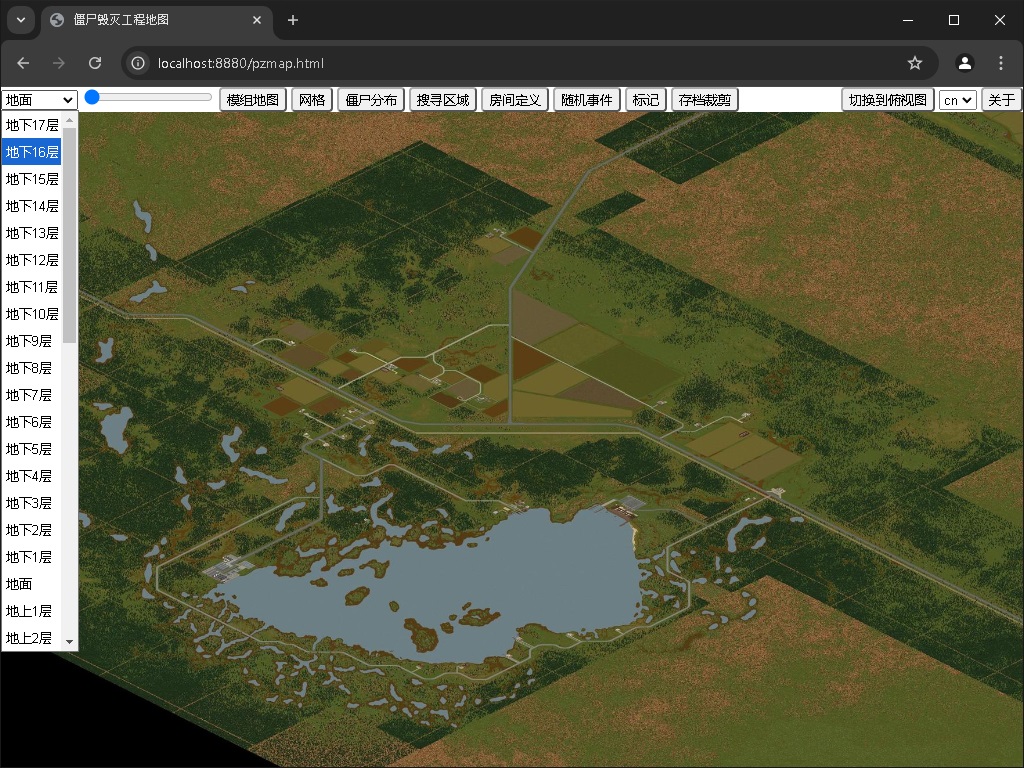 僵尸毁灭工程地图
localhost:8880/pzmap.html
地面 模组地图 网格 僵尸分布 搜寻区域 房间定义 随机事件 标记 存档裁剪 切换到俯视图 cn 关于
地下17层
地下16层
地下15层
地下14层
地下13层
地下12层
地下11层
地下10层
地下9层
地下8层
地下7层
地下6层
地下5层
地下4层
地下3层
地下2层
地下1层
地面
地上1层
地上2层